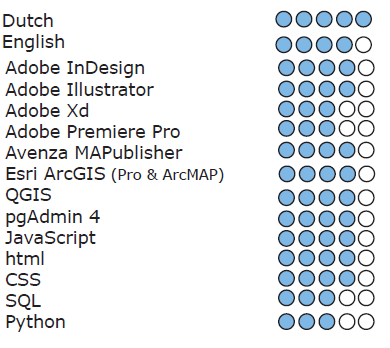 Dutch
English
Adobe InDesign
Adobe Illustrator
Adobe Xd
Adobe Premiere Pro
Avenza MAPublisher
Esri ArcGIS (Pro & ArcMAP)
QGIS
pgAdmin 4
JavaScript
html
CSS
SQL
Python